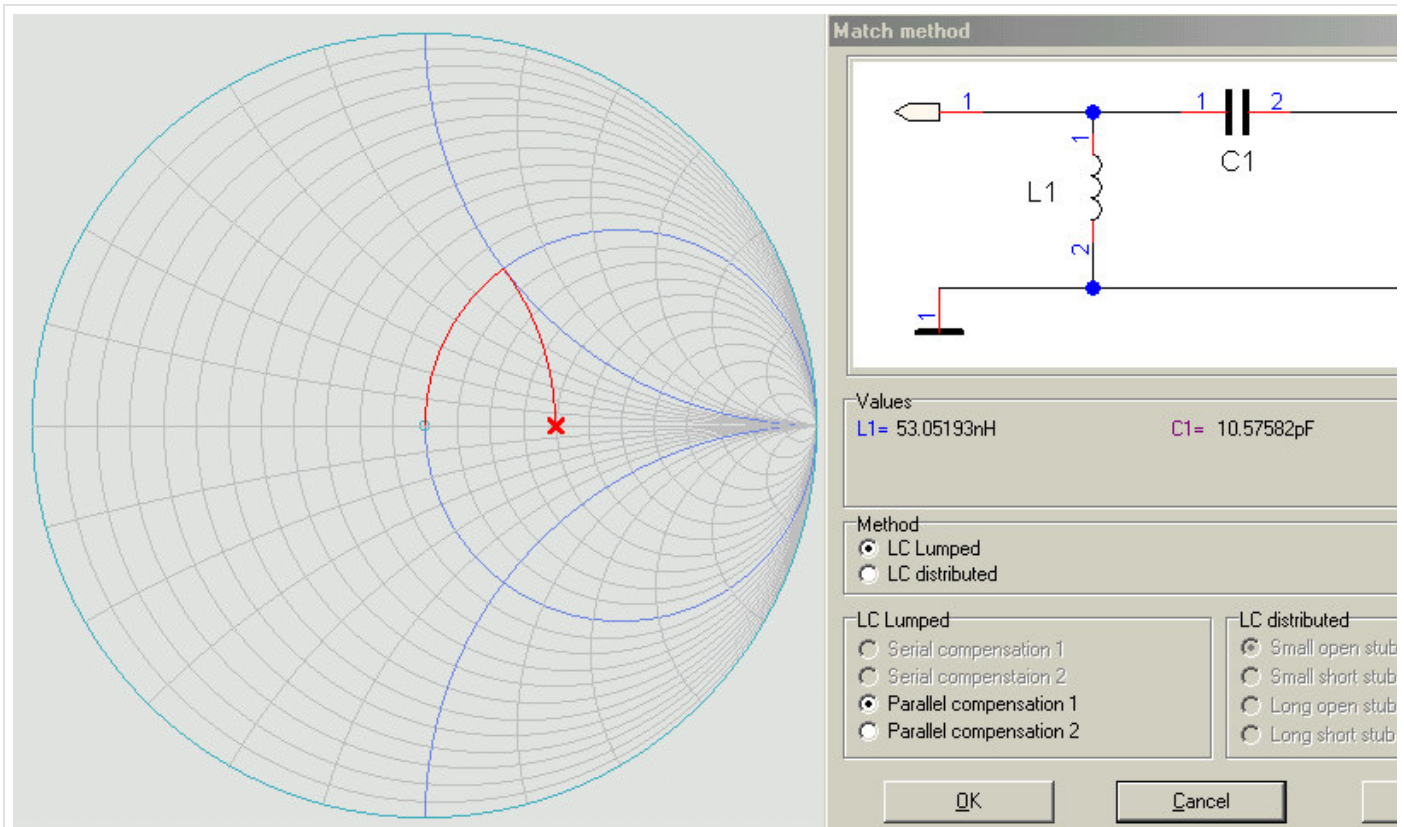 Match method
1
1 2
C1
1
L1
2
1
Values
L1= 53.05193nH C1= 10.57582pF
Method
LC Lumped
LC distributed
LC Lumped
Serial compensation 1
Serial compenstaion 2
Parallel compensation 1
Parallel compensation 2
LC distributed
Small open stub
Small short stub
Long open stub
Long short stub
OK
Cancel